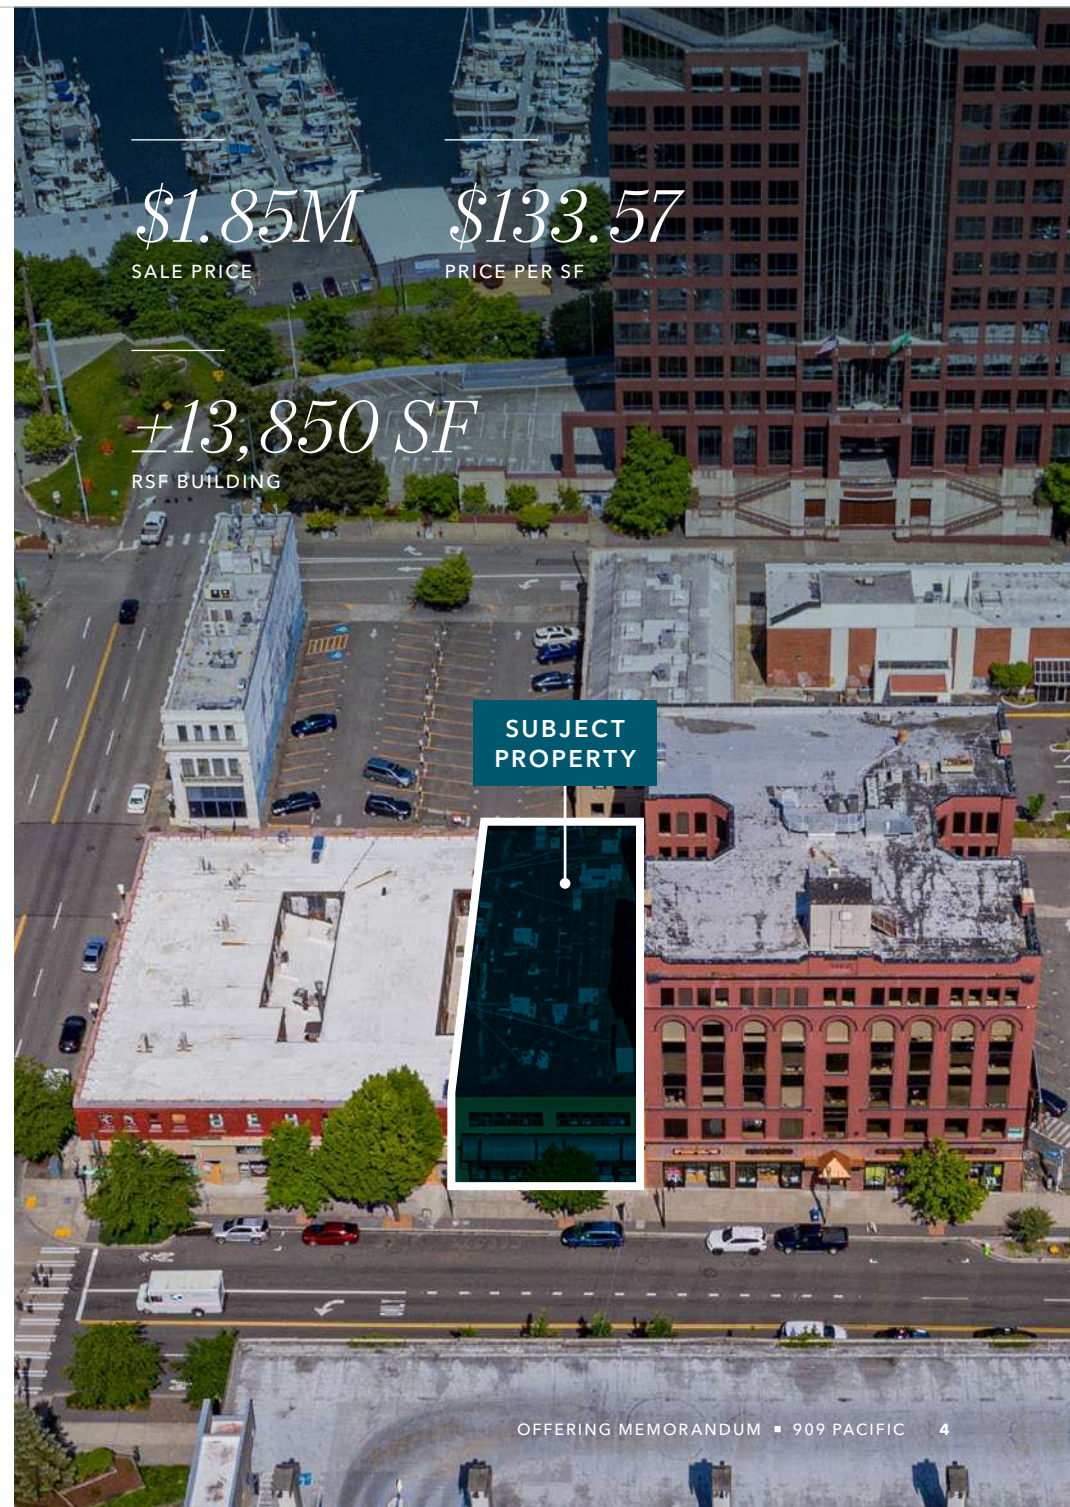 $1.85M
SALE PRICE
$133.57
PRICE PER SF
±13,850 SF
RSF BUILDING
SUBJECT
PROPERTY
OFFERING MEMORANDUM ▪ 909 PACIFIC 4